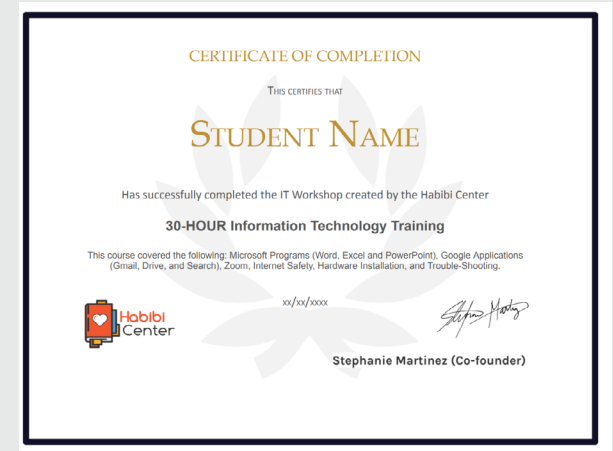 CERTIFICATE OF COMPLETION
THIS CERTIFIES THAT
STUDENT NAME
Has successfully completed the IT Workshop created by the Habibi Center
30-HOUR Information Technology Training
This course covered the following: Microsoft Programs (Word, Excel and PowerPoint), Google Applications
(Gmail, Drive, and Search), Zoom, Internet Safety, Hardware Installation, and Trouble-Shooting.
xx/xx/xxxx
Habibi
Center
Stephanie Martinez (Co-founder)